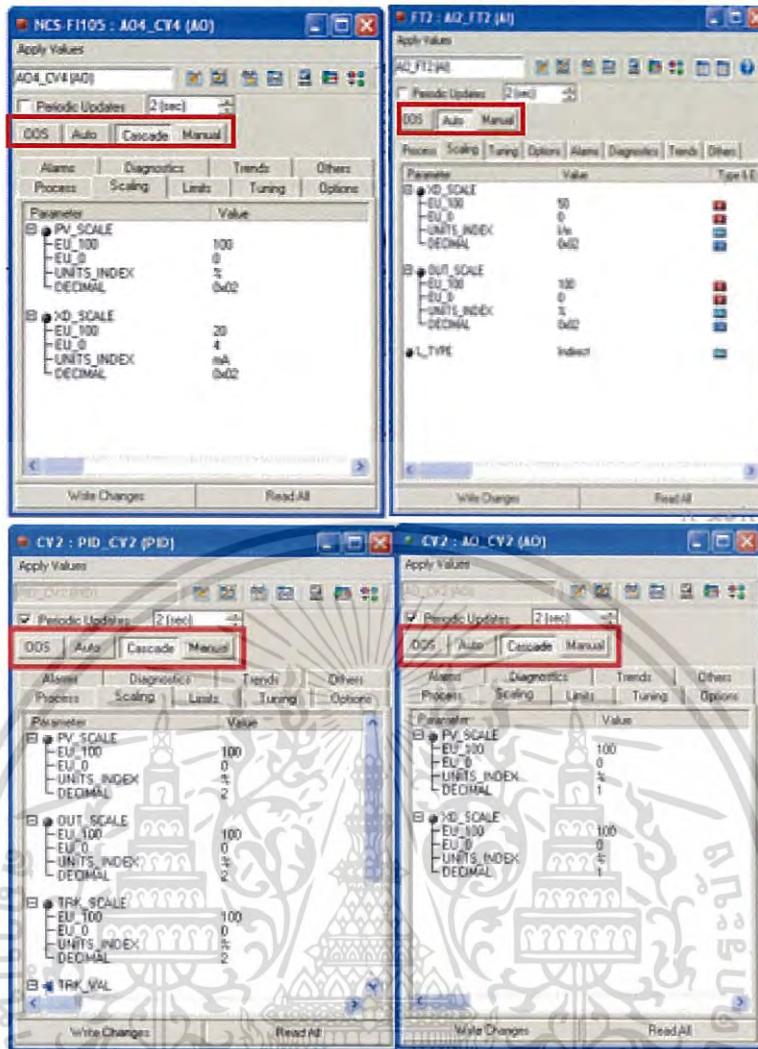 NCS-FI105 : AO4_CV4 (AO)
Apply Values
AO4_CV4 (AO)
Periodic Updates 2 (sec)
OOS Auto Cascade Manual
Alarms Diagnostics Trends Others
Process Scaling Limits Tuning Options
Parameter Value
PV_SCALE
EU_100 100
EU_0 0
UNITS_INDEX %
DECIMAL 0x02
XD_SCALE
EU_100 20
EU_0 4
UNITS_INDEX mA
DECIMAL 0x02
Write Changes Read All
FT2 : AI2_FT2 (AI)
Apply Values
AI2_FT2 (AI)
Periodic Updates 2 (sec)
OOS Auto Manual
Process Scaling Tuning Options Alarms Diagnostics Trends Others
Parameter Value Type & E
XD_SCALE
EU_100 50
EU_0 0
UNITS_INDEX
DECIMAL 0x02
OUT_SCALE
EU_100 100
EU_0 0
UNITS_INDEX %
DECIMAL 0x02
L_TYPE Indirect
Write Changes Read All
CV2 : PID_CV2 (PID)
Apply Values
PID_CV2 (PID)
Periodic Updates 2 (sec)
OOS Auto Cascade Manual
Alarms Diagnostics Trends Others
Process Scaling Limits Tuning Options
Parameter Value
PV_SCALE
EU_100 100
EU_0 0
UNITS_INDEX %
DECIMAL 2
OUT_SCALE
EU_100 100
EU_0 0
UNITS_INDEX %
DECIMAL 2
TRK_SCALE
EU_100 100
EU_0 0
UNITS_INDEX %
DECIMAL 2
TRK_VAL
Write Changes Read All
CV2 : AO_CV2 (AO)
Apply Values
AO_CV2 (AO)
Periodic Updates 2 (sec)
OOS Auto Cascade Manual
Alarms Diagnostics Trends Others
Process Scaling Limits Tuning Options
Parameter Value
PV_SCALE
EU_100 100
EU_0 0
UNITS_INDEX %
DECIMAL 1
XD_SCALE
EU_100 100
EU_0 0
UNITS_INDEX %
DECIMAL 1
Write Changes Read All